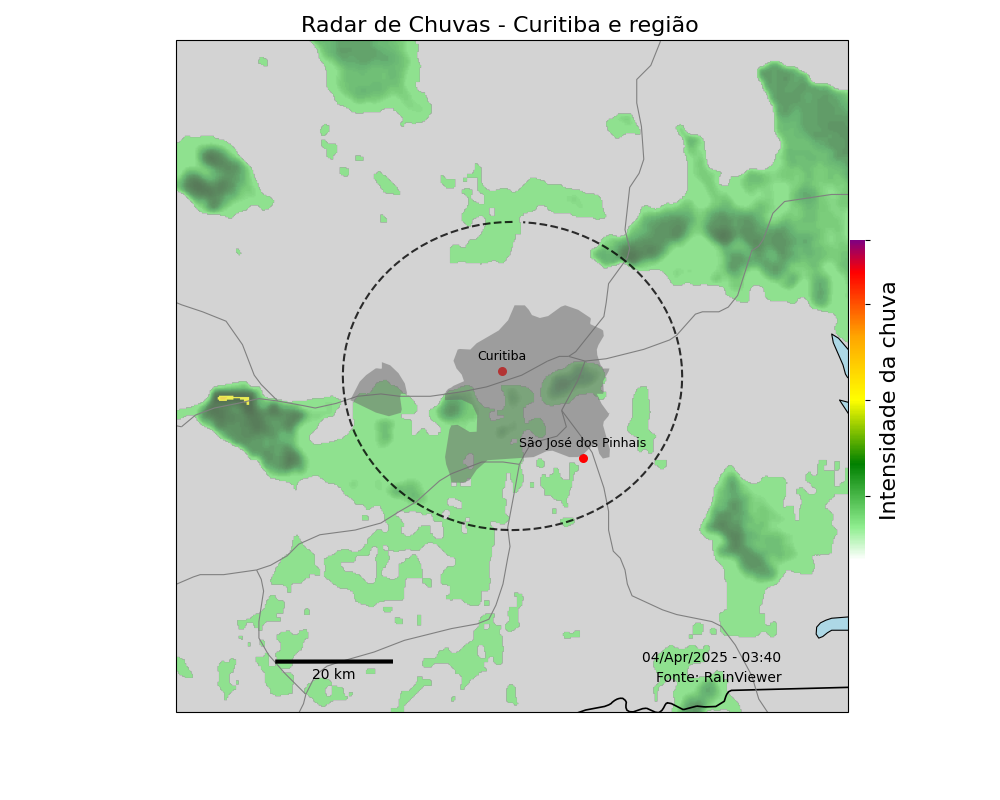 Radar de Chuvas - Curitiba e região
Curitiba
São José dos Pinhais
Intensidade da chuva
20 km
04/Apr/2025 - 03:40
Fonte: RainViewer